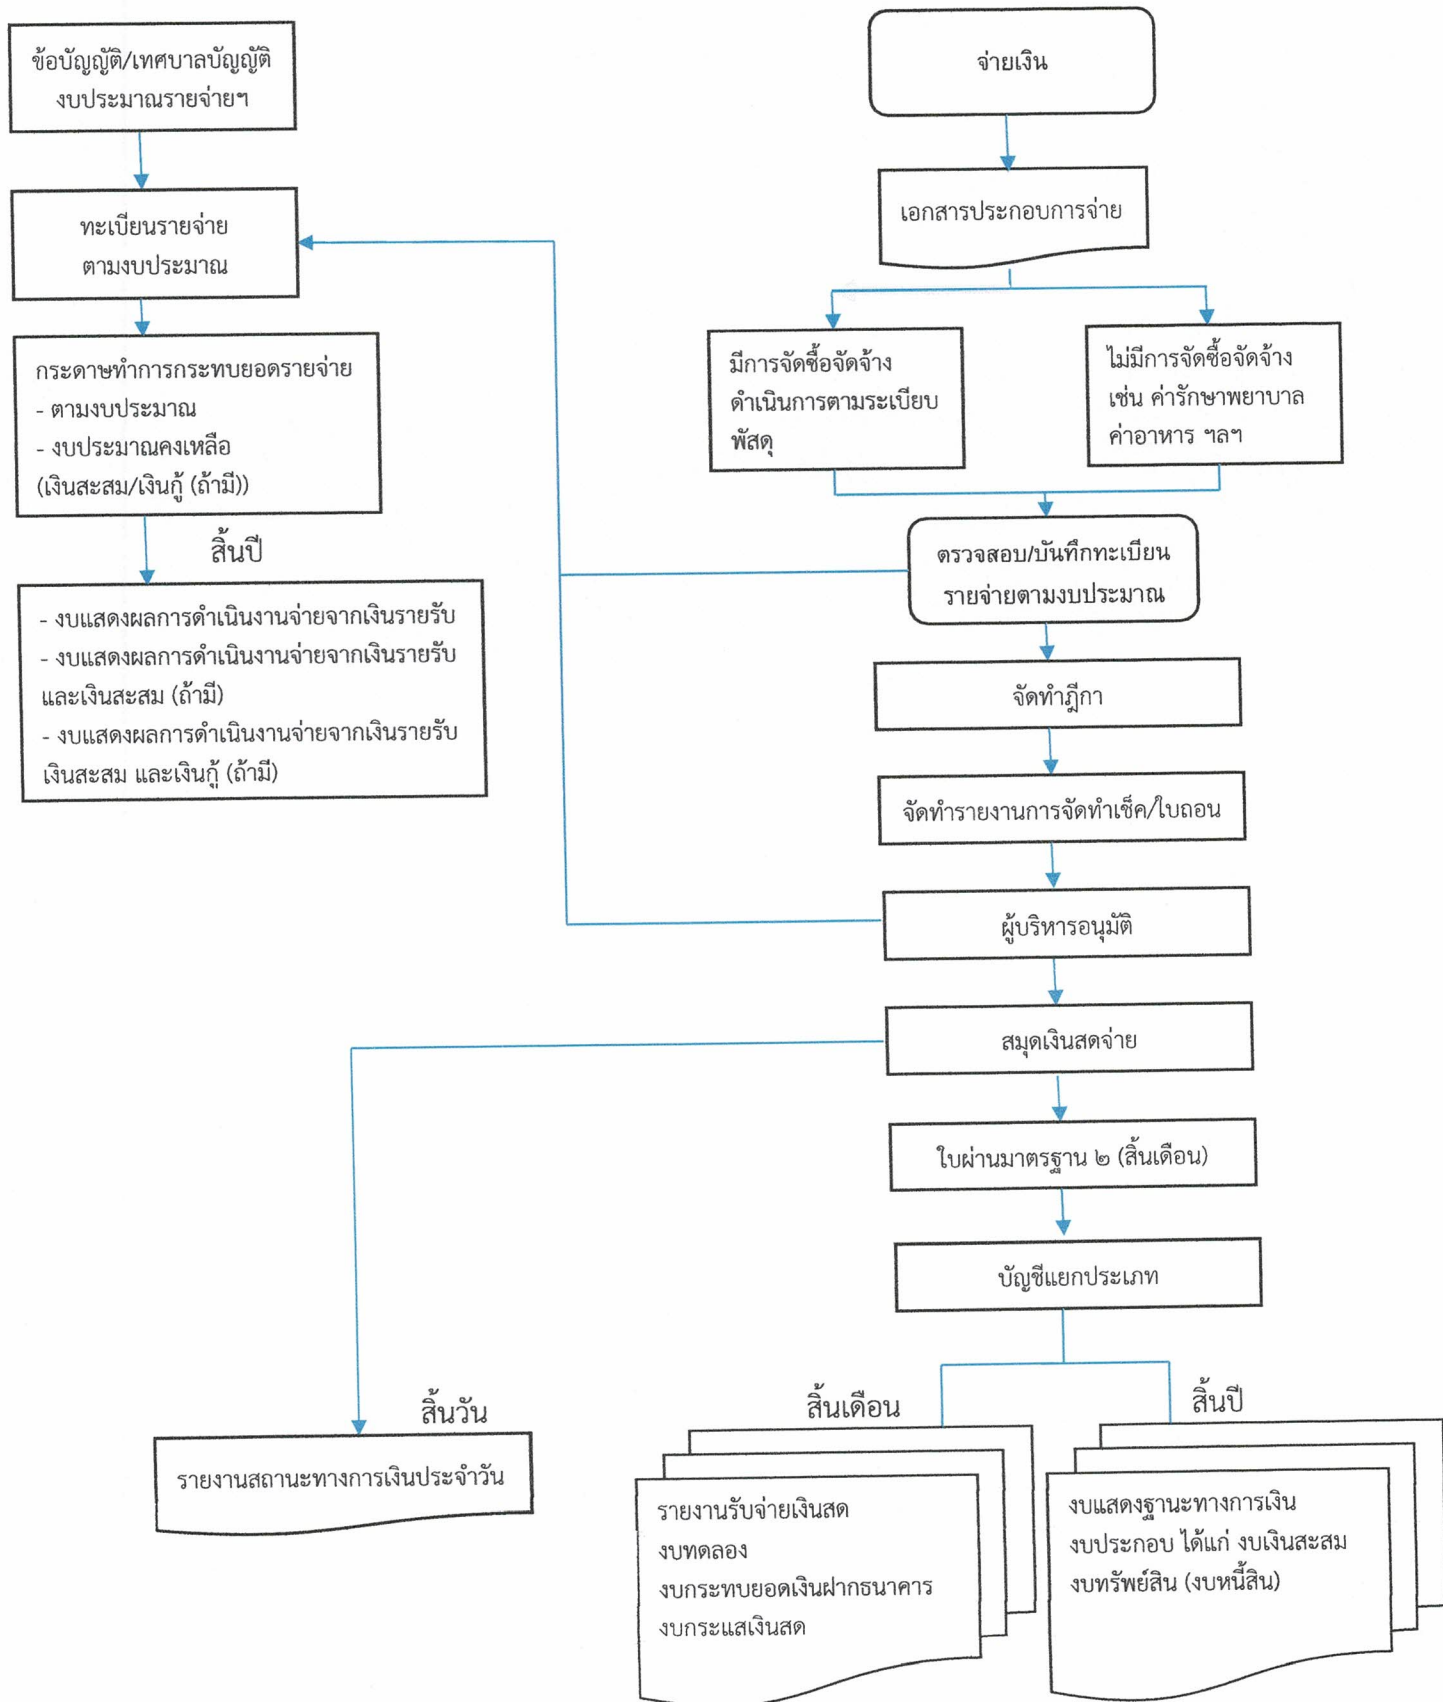 ข้อบัญญัติ/เทศบาลบัญญัติ
งบประมาณรายจ่ายฯ
ทะเบียนรายจ่าย
ตามงบประมาณ
กระดาษทำการกระทบยอดรายจ่าย
- ตามงบประมาณ
- งบประมาณคงเหลือ
(เงินสะสม/เงินกู้ (ถ้ามี))
สิ้นปี
- งบแสดงผลการดำเนินงานจ่ายจากเงินรายรับ
- งบแสดงผลการดำเนินงานจ่ายจากเงินรายรับ
และเงินสะสม (ถ้ามี)
- งบแสดงผลการดำเนินงานจ่ายจากเงินรายรับ
เงินสะสม และเงินกู้ (ถ้ามี)
จ่ายเงิน
เอกสารประกอบการจ่าย
มีการจัดซื้อจัดจ้าง
ดำเนินการตามระเบียบ
พัสดุ
ไม่มีการจัดซื้อจัดจ้าง
เช่น ค่ารักษาพยาบาล
ค่าอาหาร ฯลฯ
ตรวจสอบ/บันทึกทะเบียน
รายจ่ายตามงบประมาณ
จัดทำฎีกา
จัดทำรายงานการจัดทำเช็ค/ใบถอน
ผู้บริหารอนุมัติ
สมุดเงินสดจ่าย
ใบผ่านมาตรฐาน ๒ (สิ้นเดือน)
บัญชีแยกประเภท
สิ้นวัน
รายงานสถานะทางการเงินประจำวัน
สิ้นเดือน
รายงานรับจ่ายเงินสด
งบทดลอง
งบกระทบยอดเงินฝากธนาคาร
งบกระแสเงินสด
สิ้นปี
งบแสดงฐานะทางการเงิน
งบประกอบ ได้แก่ งบเงินสะสม
งบทรัพย์สิน (งบหนี้สิน)